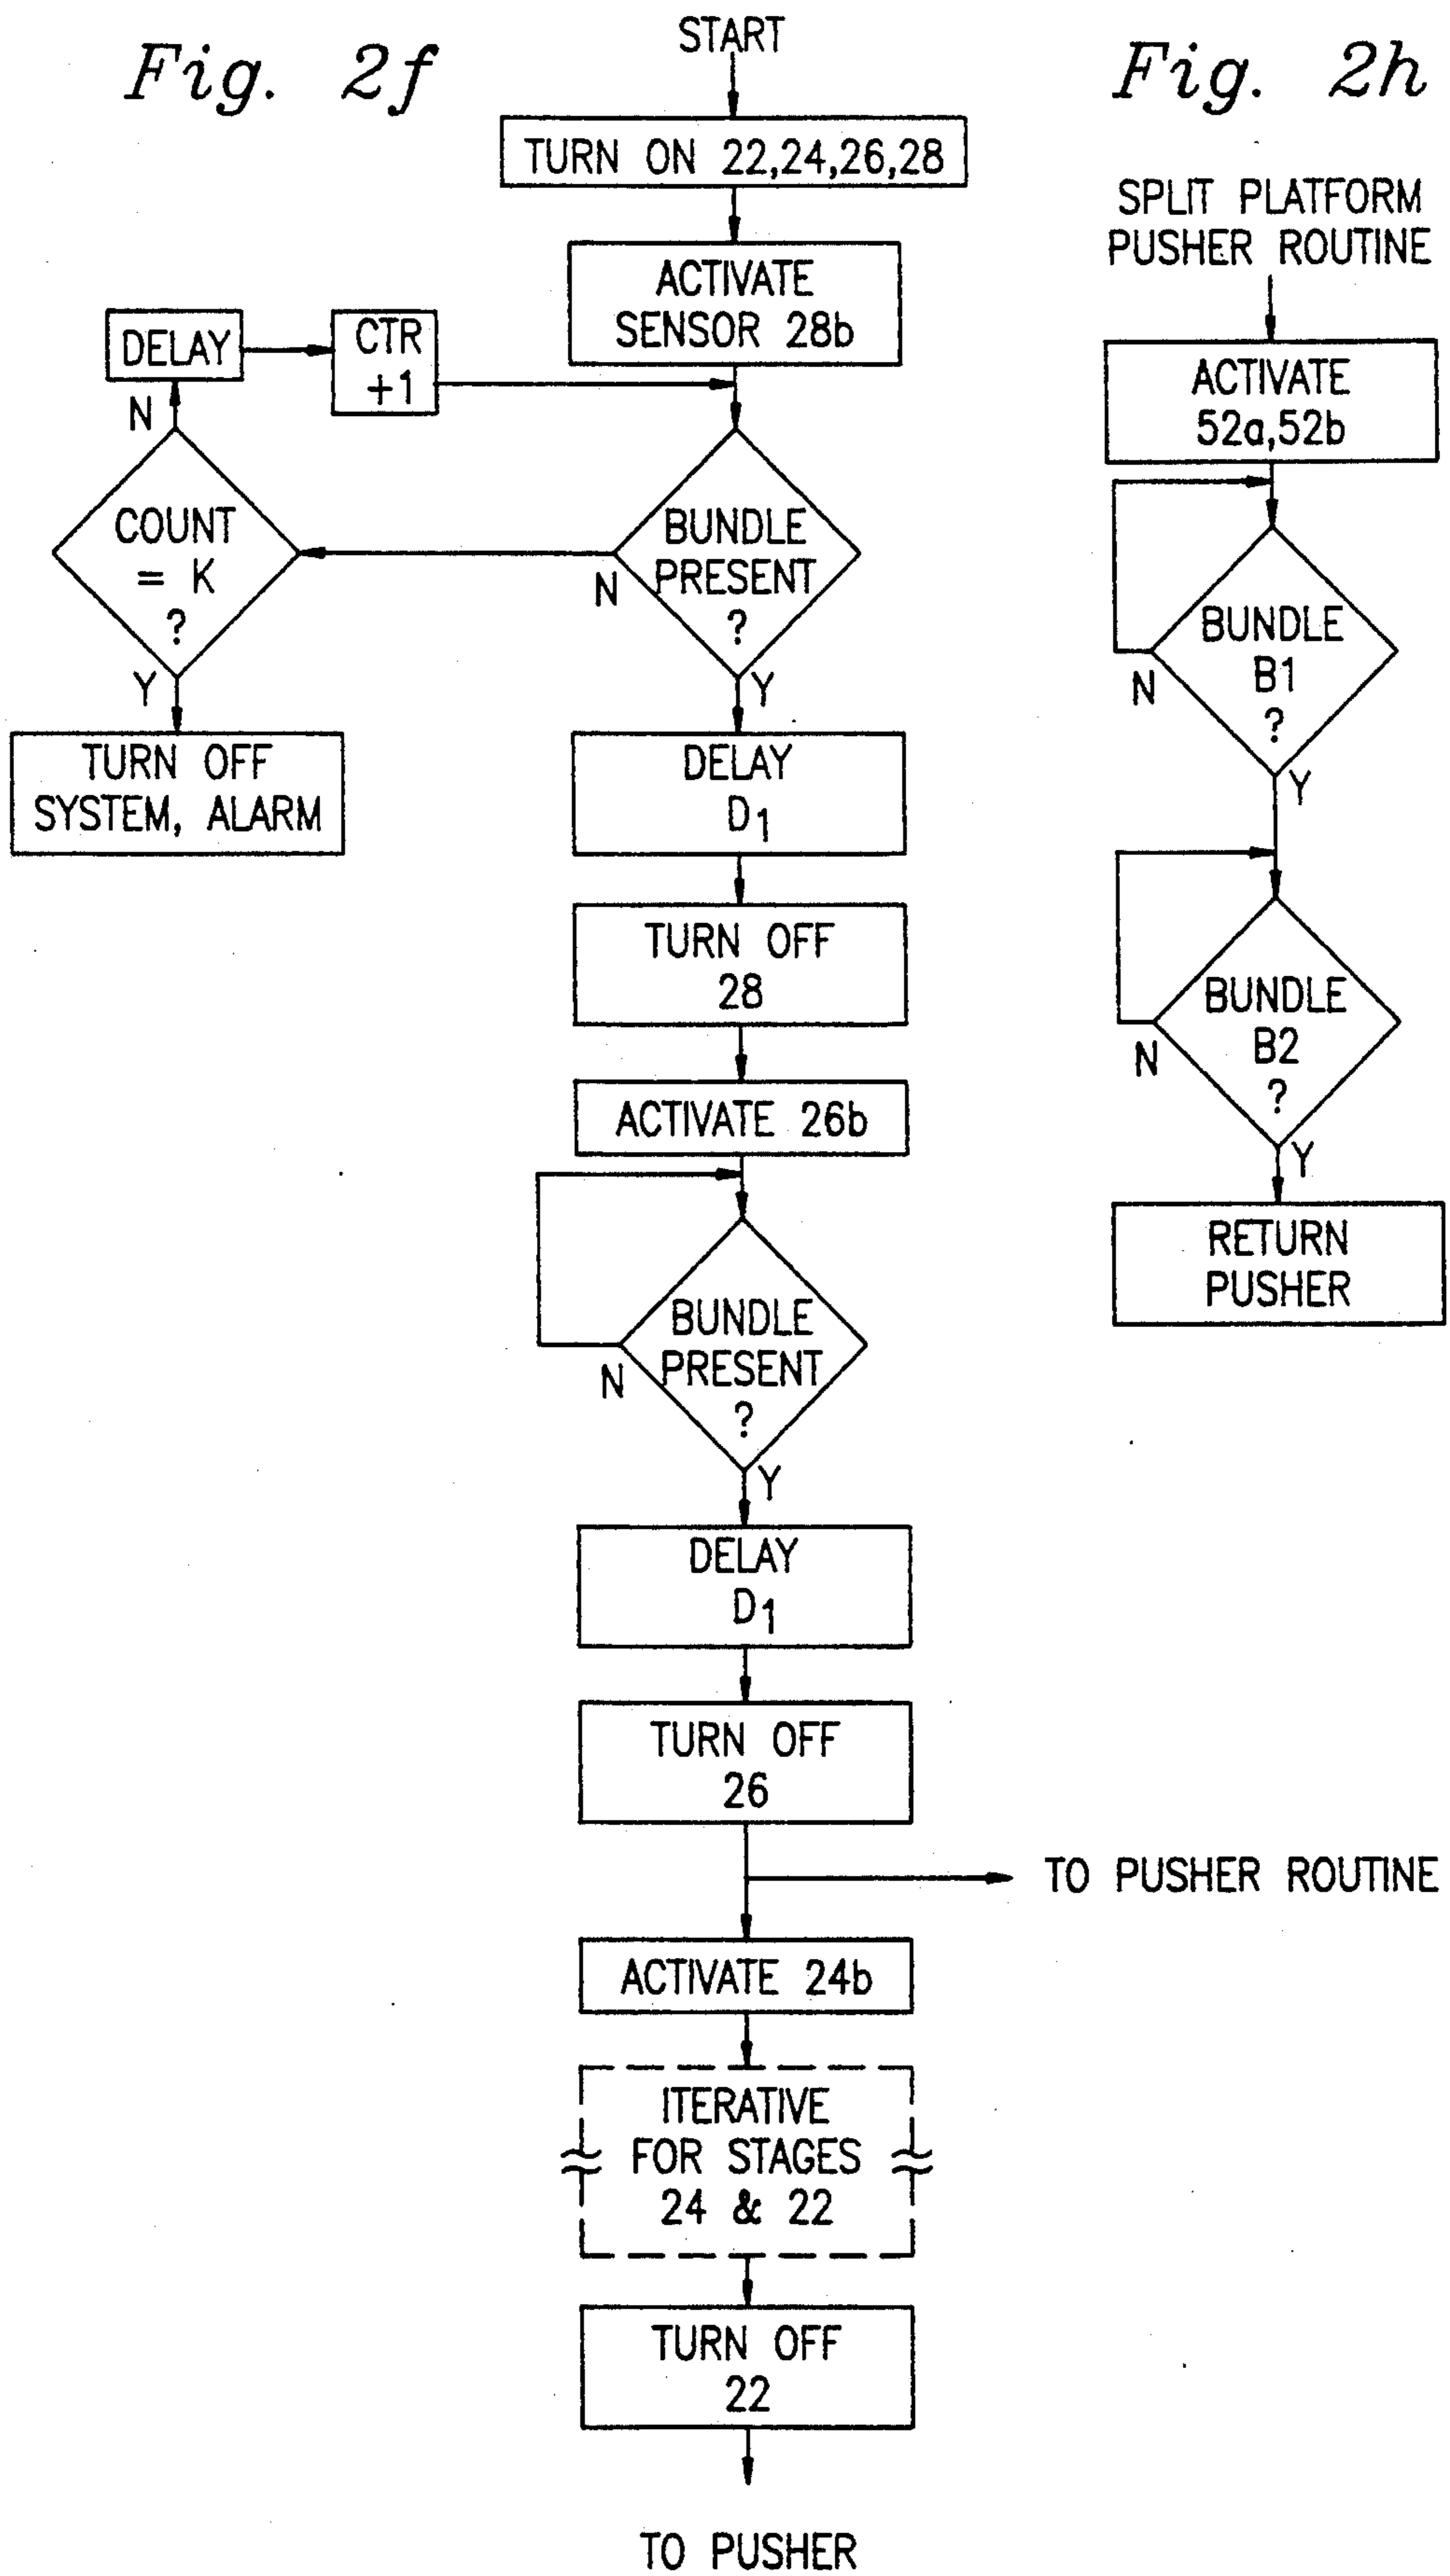 Fig. 2f
START
TURN ON 22,24,26,28
ACTIVATE
SENSOR 28b
DELAY
CTR
+1
N
COUNT
= K
?
Y
TURN OFF
SYSTEM, ALARM
BUNDLE
PRESENT
?
N
Y
DELAY
D1
TURN OFF
28
ACTIVATE 26b
BUNDLE
PRESENT
?
N
Y
DELAY
D1
TURN OFF
26
TO PUSHER ROUTINE
ACTIVATE 24b
ITERATIVE
FOR STAGES
24 & 22
TURN OFF
22
TO PUSHER
Fig. 2h
SPLIT PLATFORM
PUSHER ROUTINE
ACTIVATE
52a,52b
BUNDLE
B1
?
N
Y
BUNDLE
B2
?
N
Y
RETURN
PUSHER